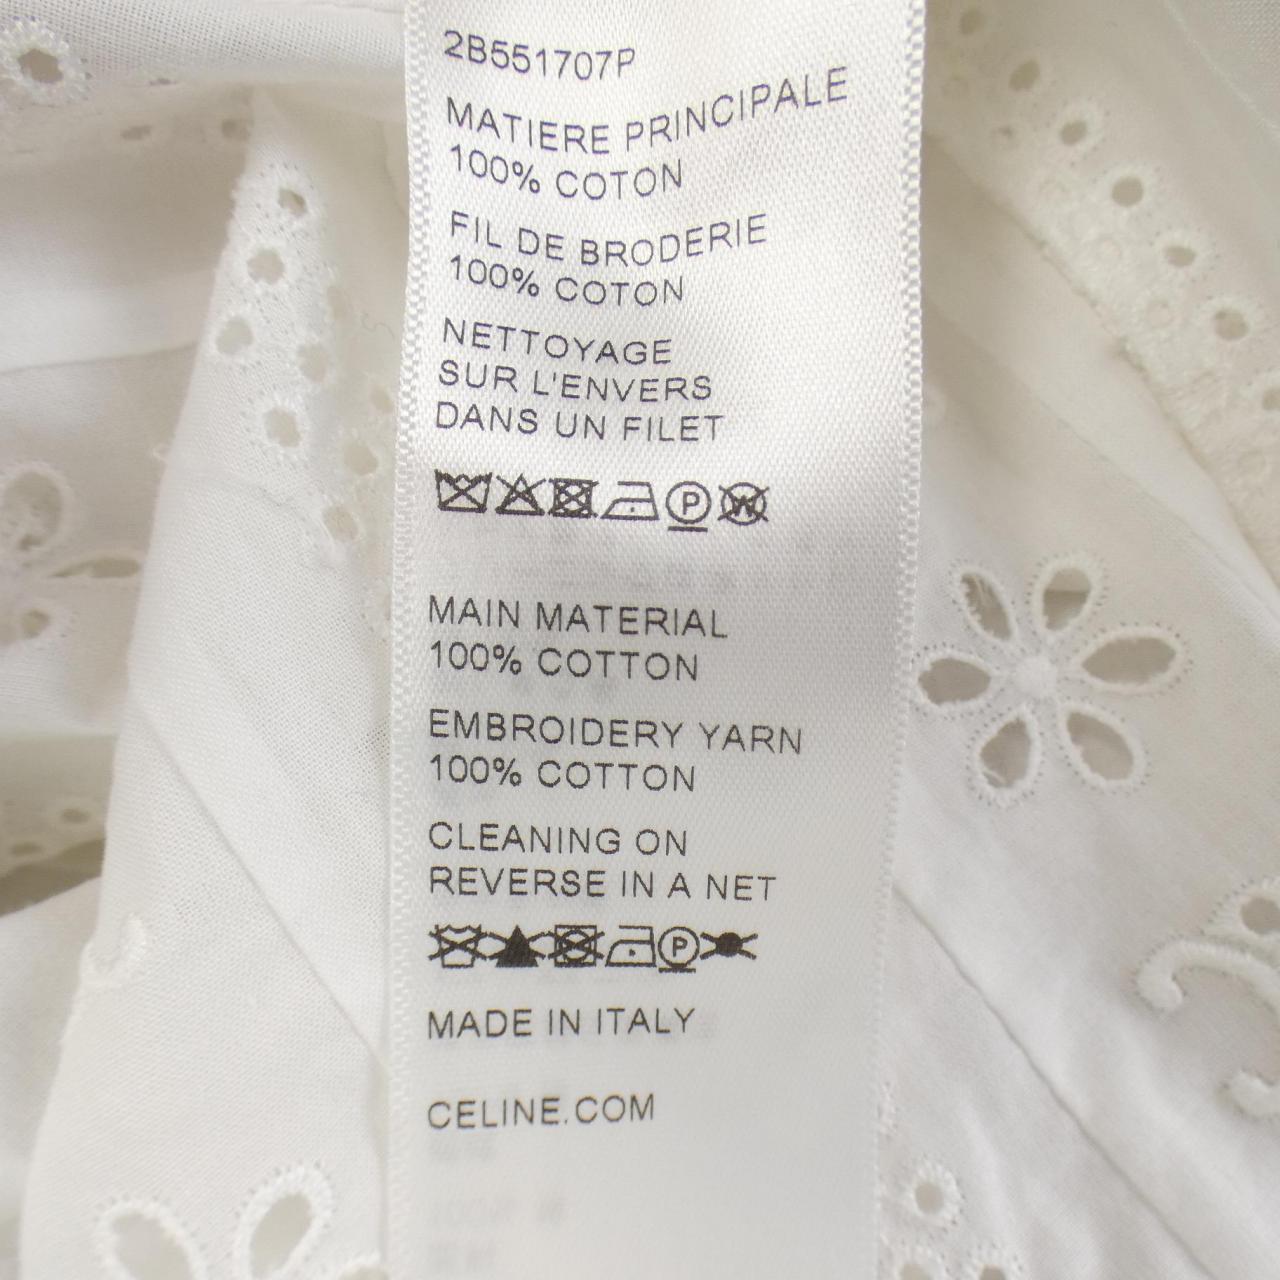 2B551707P
MATIERE PRINCIPALE
100% COTON
FIL DE BRODERIE
100% COTON
NETTOYAGE
SUR L'ENVERS
DANS UN FILET
P W
MAIN MATERIAL
100% COTTON
EMBROIDERY YARN
100% COTTON
CLEANING ON
REVERSE IN A NET
P
MADE IN ITALY
CELINE.COM